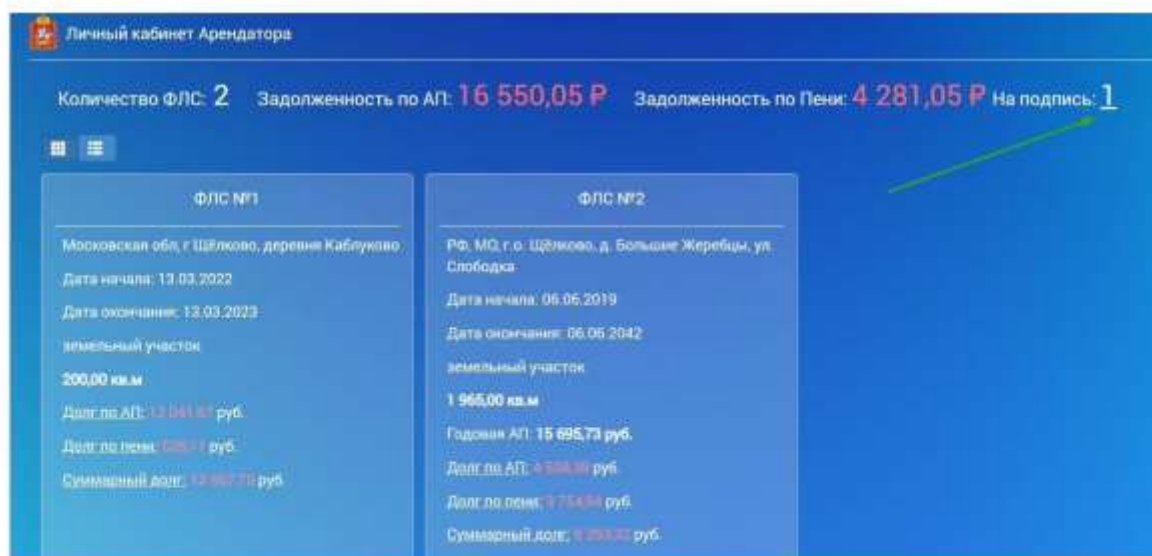 Личный кабинет Арендатора
Количество ФЛС: 2 Задолженность по АП: 16 550,05 ₽ Задолженность по Пени: 4 281,05 ₽ На подпись: 1
ФЛС №1
Московская обл, г Щёлково, деревня Каблуково
Дата начала: 13.03.2022
Дата окончания: 13.03.2023
земельный участок
200,00 кв.м
Долг по АП: руб.
Долг по пени: руб.
Суммарный долг: руб.
ФЛС №2
РФ, МО, г.о. Щёлково, д. Большие Жеребцы, ул.
Слободка
Дата начала: 06.06.2019
Дата окончания: 06.06.2042
земельный участок
1 965,00 кв.м
Годовая АП: 15 695,73 руб.
Долг по АП: руб.
Долг по пени: руб.
Суммарный долг: руб.